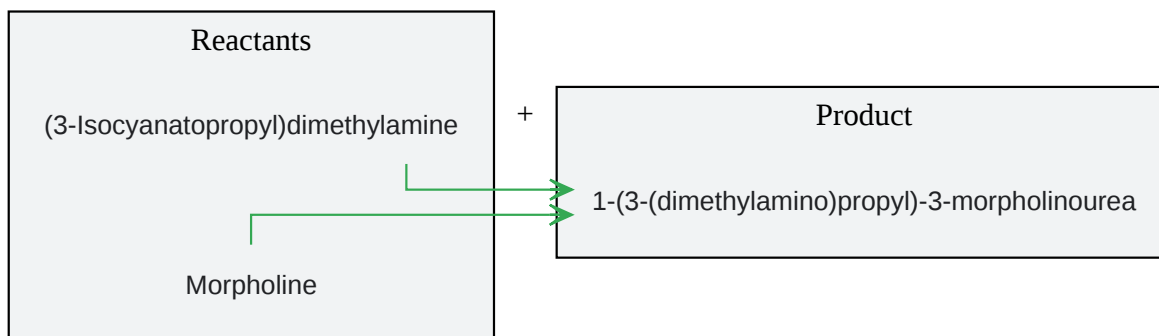 Reactants
(3-Isocyanatopropyl)dimethylamine
Morpholine
+
Product
1-(3-(dimethylamino)propyl)-3-morpholinourea